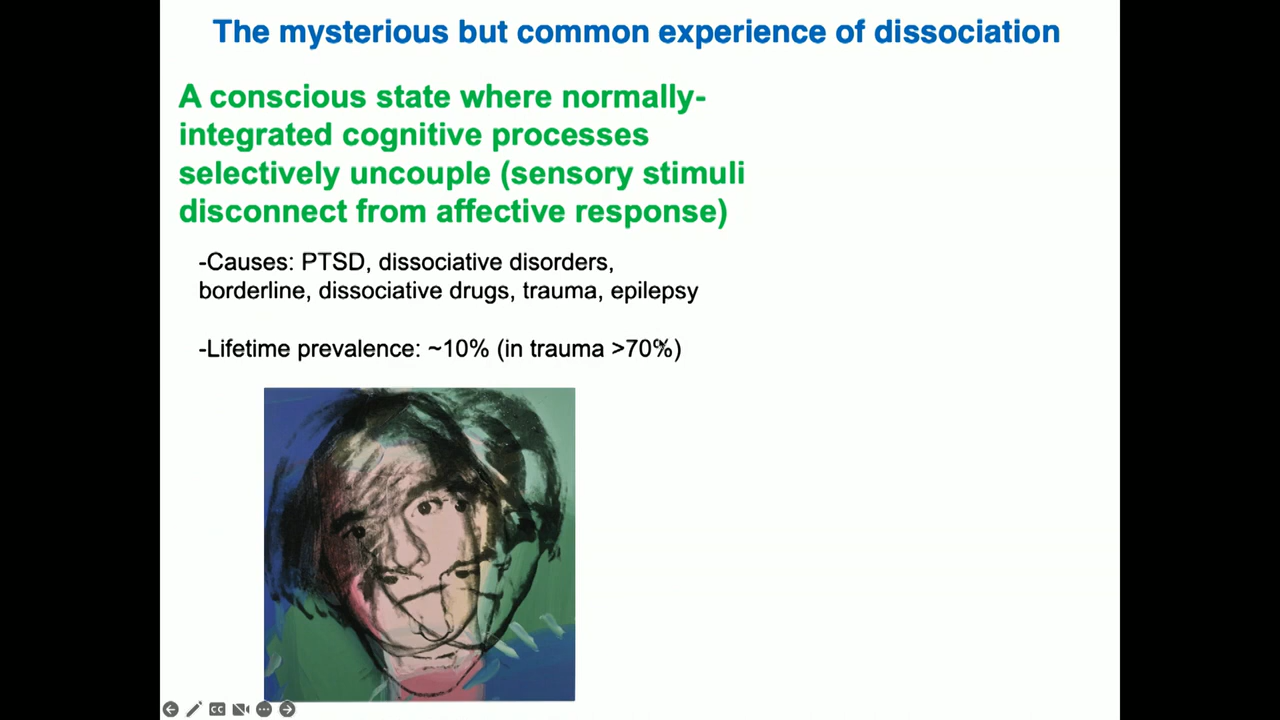 The mysterious but common experience of dissociation
A conscious state where normally-
integrated cognitive processes
selectively uncouple (sensory stimuli
disconnect from affective response)
-Causes: PTSD, dissociative disorders,
borderline, dissociative drugs, trauma, epilepsy
-Lifetime prevalence: ~10% (in trauma >70%)
CC